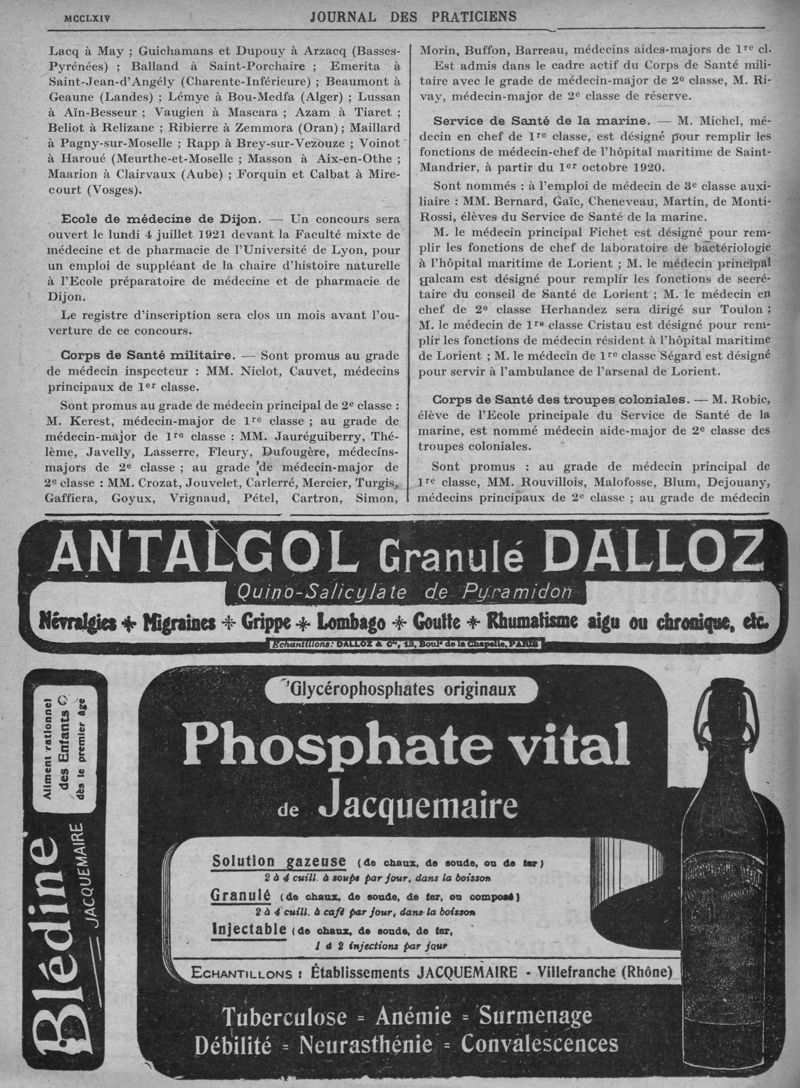 MCCLXIV
JOURNAL DES PRATICIENS
Lacq à May ; Guichamans et Dupouy à Arzacq (Basses-
Pyrénées) ; Balland à Saint-Porchaire ; Emerita à
Saint-Jean-d'Angély (Charente-Inférieure) ; Beaumont à
Geaune (Landes) ; Lémye à Bou-Medfa (Alger) ; Lussan
à Aïn-Besseur ; Vaugien à Mascara ; Azam à Tiaret ;
Beliot à Relizane ; Ribierre à Zemmora (Oran) ; Maillard
à Pagny-sur-Moselle ; Rapp à Brey-sur-Vezouze ; Voinot
à Haroué (Meurthe-et-Moselle ; Masson à Aix-en-Othe ;
Maarion à Clairvaux (Aube) ; Forquin et Calbat à Mire-
court (Vosges).
Ecole de médecine de Dijon. — Un concours sera
ouvert le lundi 4 juillet 1921 devant la Faculté mixte de
médecine et de pharmacie de l'Université de Lyon, pour
un emploi de suppléant de la chaire d'histoire naturelle
à l'Ecole préparatoire de médecine et de pharmacie de
Dijon.
Le registre d'inscription sera clos un mois avant l'ou-
verture de ce concours.
Corps de Santé militaire. — Sont promus au grade
de médecin inspecteur : MM. Niclot, Cauvet, médecins
principaux de 1er classe.
Sont promus au grade de médecin principal de 2e classe :
M. Kerest, médecin-major de 1re classe ; au grade de
médecin-major de 1re classe : MM. Jauréguiberry, Thé-
lème, Javelly, Lasserre, Fleury, Dufougère, médecins-
majors de 2e classe ; au grade de médecin-major de
2e classe : MM. Crozat, Jouvelet, Carlerré, Mercier, Turgis,
Gaffiera, Goyux, Vrignaud, Pétel, Cartron, Simon,
Morin, Buffon, Barreau, médecins aides-majors de 1re cl.
Est admis dans le cadre actif du Corps de Santé mili-
taire avec le grade de médecin-major de 2e classe, M. Ri-
vay, médecin-major de 2e classe de réserve.
Service de Santé de la marine. — M. Michel, mé-
decin en chef de 1re classe, est désigné pour remplir les
fonctions de médecin-chef de l'hôpital maritime de Saint-
Mandrier, à partir du 1er octobre 1920.
Sont nommés : à l'emploi de médecin de 3e classe auxi-
liaire : MM. Bernard, Gaïc, Cheneveau, Martin, de Monti-
Rossi, élèves du Service de Santé de la marine.
M. le médecin principal Fichet est désigné pour rem-
plir les fonctions de chef de laboratoire de bactériologie
à l'hôpital maritime de Lorient ; M. le médecin principal
galcam est désigné pour remplir les fonctions de secré-
taire du conseil de Santé de Lorient ; M. le médecin en
chef de 2e classe Herhandez sera dirigé sur Toulon ;
M. le médecin de 1re classe Cristau est désigné pour rem-
plir les fonctions de médecin résident à l'hôpital maritime
de Lorient ; M. le médecin de 1re classe Ségard est désigné
pour servir à l'ambulance de l'arsenal de Lorient.
Corps de Santé des troupes coloniales. — M. Robic,
élève de l'Ecole principale du Service de Santé de la
marine, est nommé médecin aide-major de 2e classe des
troupes coloniales.
Sont promus : au grade de médecin principal de
1re classe, MM. Rouvillois, Malofosse, Blum, Dejouany,
médecins principaux de 2e classe ; au grade de médecin
ANTALGOL Granulé DALLOZ
Quino-Salicylate de Pyramidon
Névralgies * Migraines * Grippe * Lombago * Goutte * Rhumatisme aigu ou chronique, etc.
Echantillons : DALLOZ & Cie, 13, Boulᵈ de la Chapelle, PARIS
Aliment rationnel
des Enfants
dès le premier âge
Blédine
JACQUEMAIRE
Glycérophosphates originaux
Phosphate vital
de Jacquemaire
Solution gazeuse (de chaux, de soude, ou de fer)
2 à 4 cuill. à soupe par jour, dans la boisson
Granulé (de chaux, de soude, de fer, ou composé)
2 à 4 cuill. à café par jour, dans la boisson
Injectable (de chaux, de soude, de fer,
1 à 2 injections par jour
ECHANTILLONS : Établissements JACQUEMAIRE - Villefranche (Rhône)
Tuberculose = Anémie = Surmenage
Débilité = Neurasthénie = Convalescences